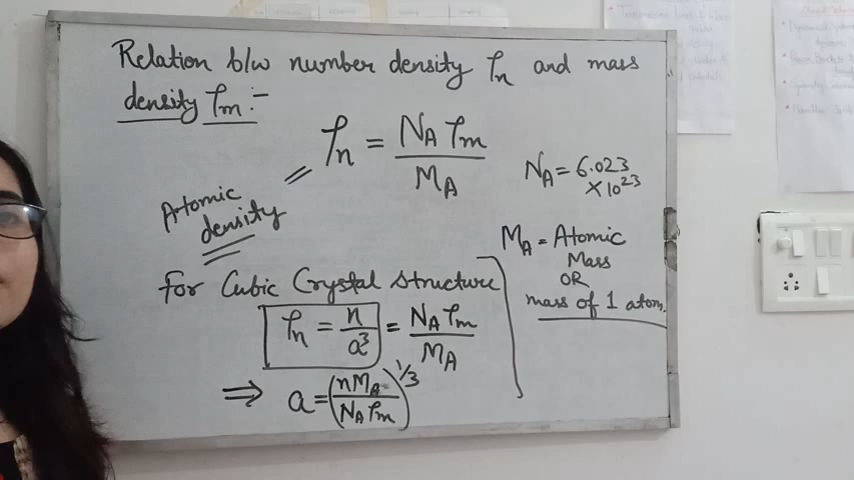 Relation b/w number density ρn and mass
density ρm :-
ρn = NA ρm / MA
NA = 6.023
× 10^23
Atomic
density
MA = Atomic
Mass
OR
mass of 1 atom.
for Cubic Crystal structure
ρn = n / a^3 = NA ρm / MA
⇒ a = (n MA / NA ρm)^1/3